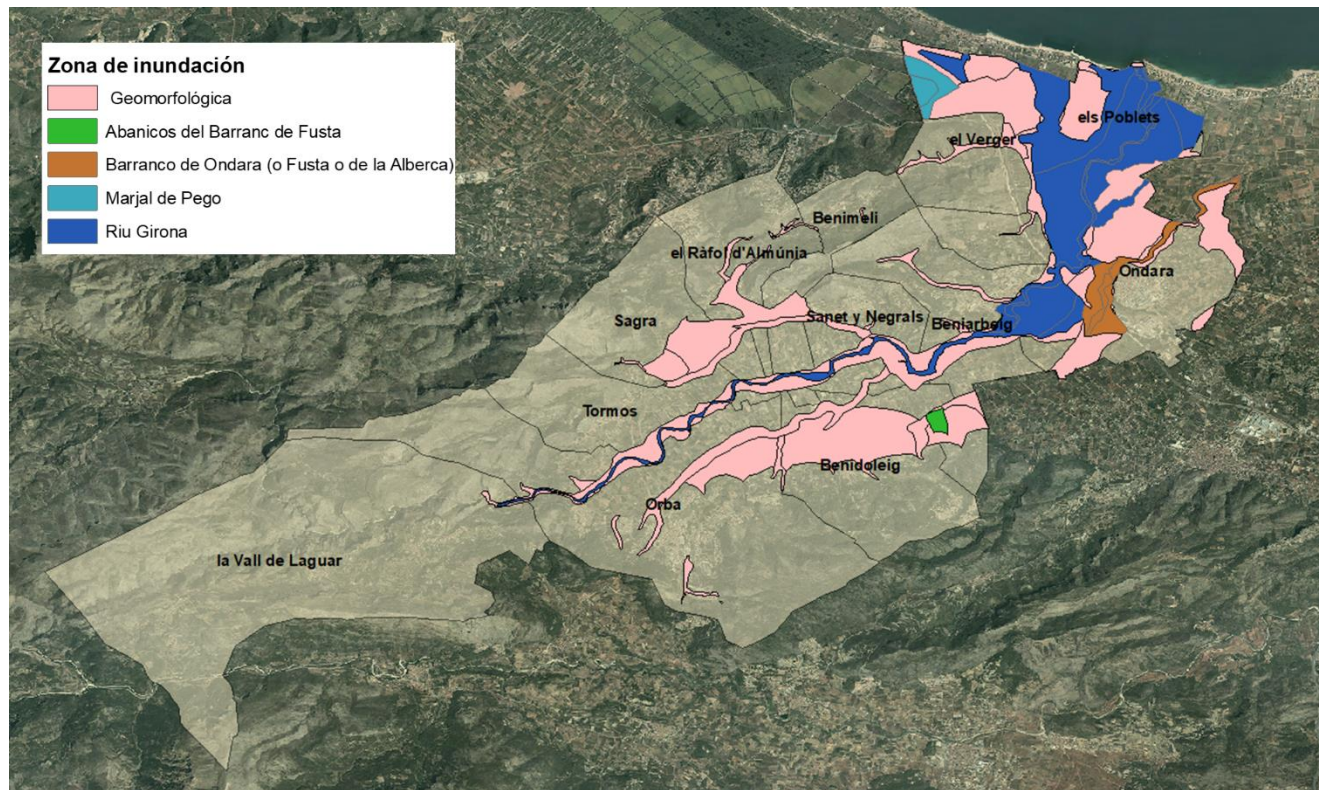 Zona de inundación
Geomorfológica
Abanicos del Barranc de Fusta
Barranco de Ondara (o Fusta o de la Alberca)
Marjal de Pego
Riu Girona
els Poblets
el Verger
Benimeli
el Ràfol d'Almúnia
Ondara
Sagra
Sanet y Negrals
Beniarbeig
Tormos
Benidoleig
Orba
la Vall de Laguar